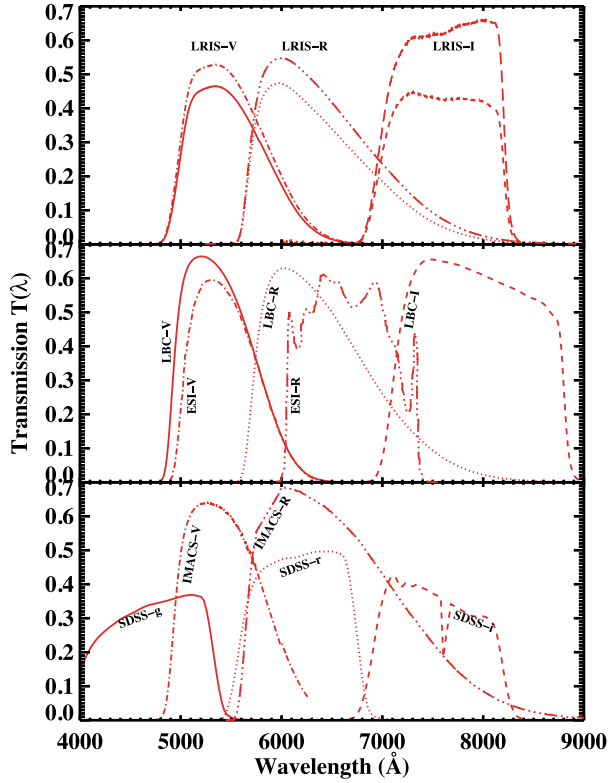 0.7
0.6
0.5
0.4
0.3
0.2
0.1
0.0
LRIS-V
LRIS-R
LRIS-I
0.7
0.6
0.5
0.4
0.3
0.2
0.1
0.0
LBC-V
ESI-V
LBC-R
ESI-R
LBC-I
0.7
0.6
0.5
0.4
0.3
0.2
0.1
0.0
SDSS-g
IMACS-V
IMACS-R
SDSS-r
SDSS-i
4000 5000 6000 7000 8000 9000
Wavelength (Å)
Transmission T(λ)